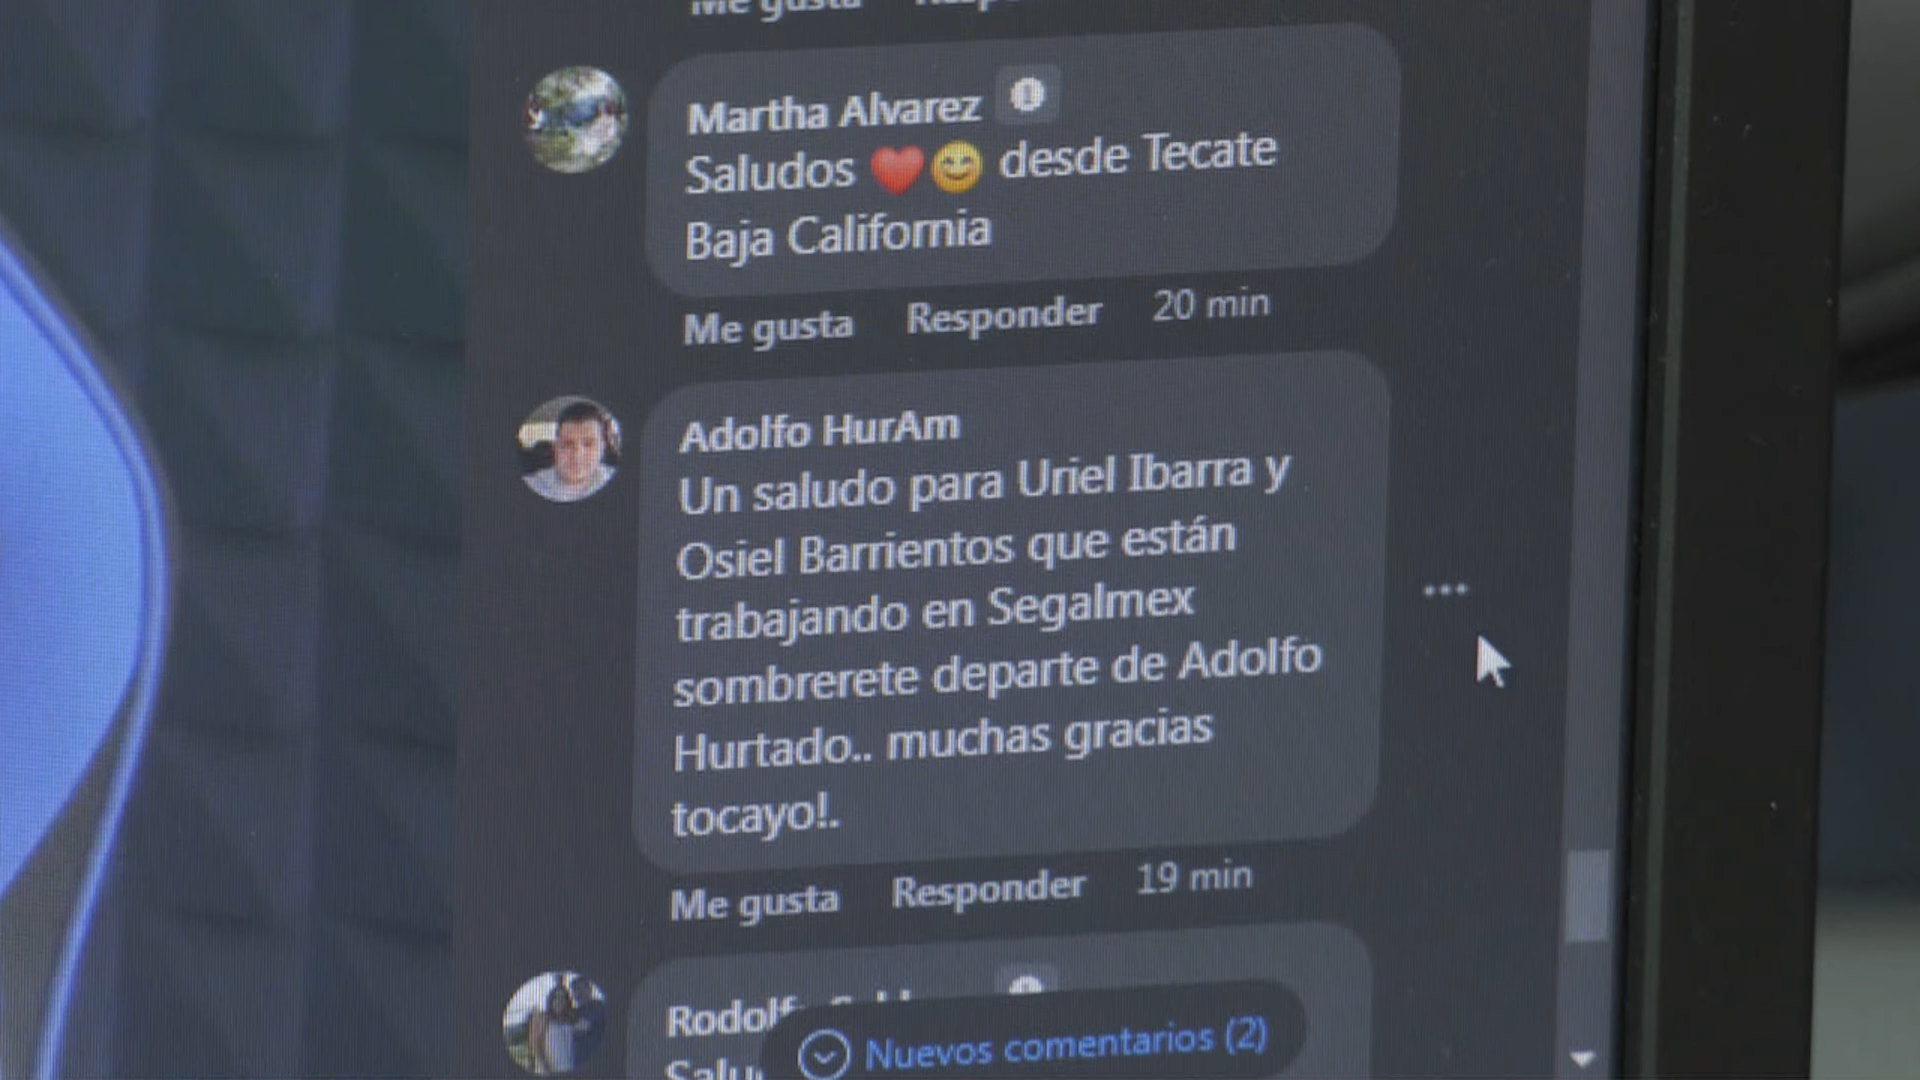 Me gusta
Martha Alvarez
Saludos ❤️😊 desde Tecate
Baja California
Me gusta Responder 20 min
Adolfo HurAm
Un saludo para Uriel Ibarra y
Osiel Barrientos que están
trabajando en Segalmex
sombrerete departe de Adolfo
Hurtado.. muchas gracias
tocayo!.
Me gusta Responder 19 min
Nuevos comentarios (2)